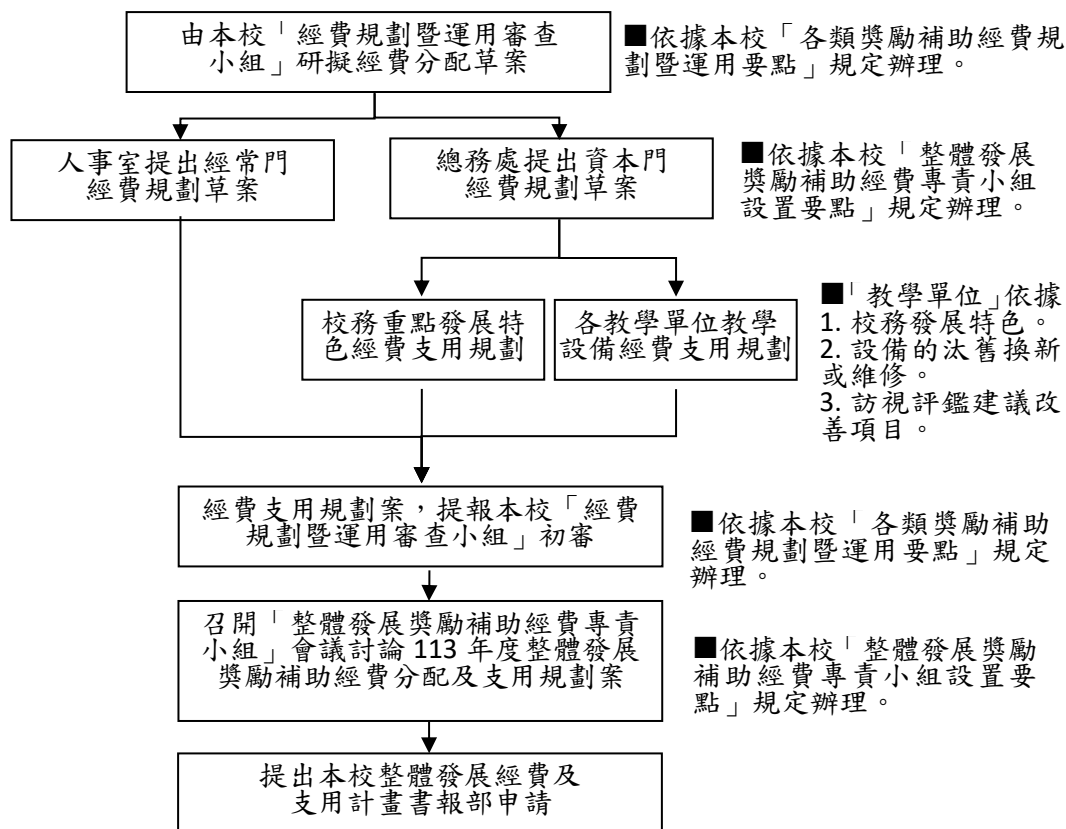 由本校「經費規劃暨運用審查
小組」研擬經費分配草案
■依據本校「各類獎勵補助經費規
劃暨運用要點」規定辦理。
人事室提出經常門
經費規劃草案
總務處提出資本門
經費規劃草案
■依據本校「整體發展
獎勵補助經費專責小組
設置要點」規定辦理。
校務重點發展特
色經費支用規劃
各教學單位教學
設備經費支用規劃
■「教學單位」依據
1. 校務發展特色。
2. 設備的汰舊換新
或維修。
3. 訪視評鑑建議改
善項目。
經費支用規劃案，提報本校「經費
規劃暨運用審查小組」初審
■依據本校「各類獎勵補助
經費規劃暨運用要點」規定
辦理。
召開「整體發展獎勵補助經費專責
小組」會議討論 113 年度整體發展
獎勵補助經費分配及支用規劃案
■依據本校「整體發展獎勵
補助經費專責小組設置要
點」規定辦理。
提出本校整體發展經費及
支用計畫書報部申請